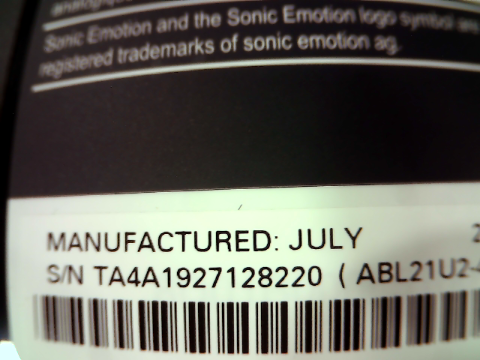 Sonic Emotion and the Sonic Emotion logo symbol are
registered trademarks of sonic emotion ag.
MANUFACTURED: JULY 2
S/N TA4A1927128220 ( ABL21U2-